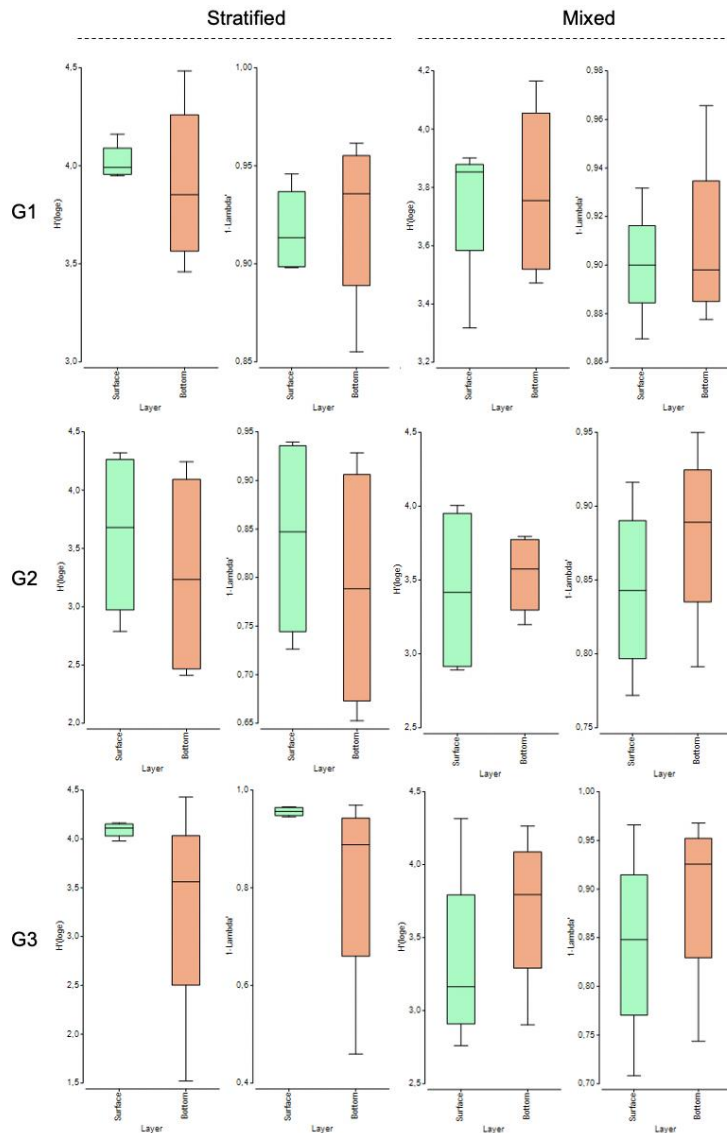 Stratified Mixed
G1
H'(loge)
4,5
4,0
3,5
3,0
Surface
Bottom
Layer
1-Lambda'
1,00
0,95
0,90
0,85
Surface
Bottom
Layer
H'(loge)
4,2
4,0
3,8
3,6
3,4
3,2
Surface
Bottom
Layer
1-Lambda'
0,98
0,96
0,94
0,92
0,90
0,88
0,86
Surface
Bottom
Layer
G2
H'(loge)
4,5
4,0
3,5
3,0
2,5
2,0
Surface
Bottom
Layer
1-Lambda'
0,95
0,90
0,85
0,80
0,75
0,70
0,65
Surface
Bottom
Layer
H'(loge)
4,5
4,0
3,5
3,0
2,5
Surface
Bottom
Layer
1-Lambda'
0,95
0,90
0,85
0,80
0,75
Surface
Bottom
Layer
G3
H'(loge)
4,5
4,0
3,5
3,0
2,5
2,0
1,5
Surface
Bottom
Layer
1-Lambda'
1,0
0,8
0,6
0,4
Surface
Bottom
Layer
H'(loge)
4,5
4,0
3,5
3,0
2,5
Surface
Bottom
Layer
1-Lambda'
1,00
0,95
0,90
0,85
0,80
0,75
0,70
Surface
Bottom
Layer